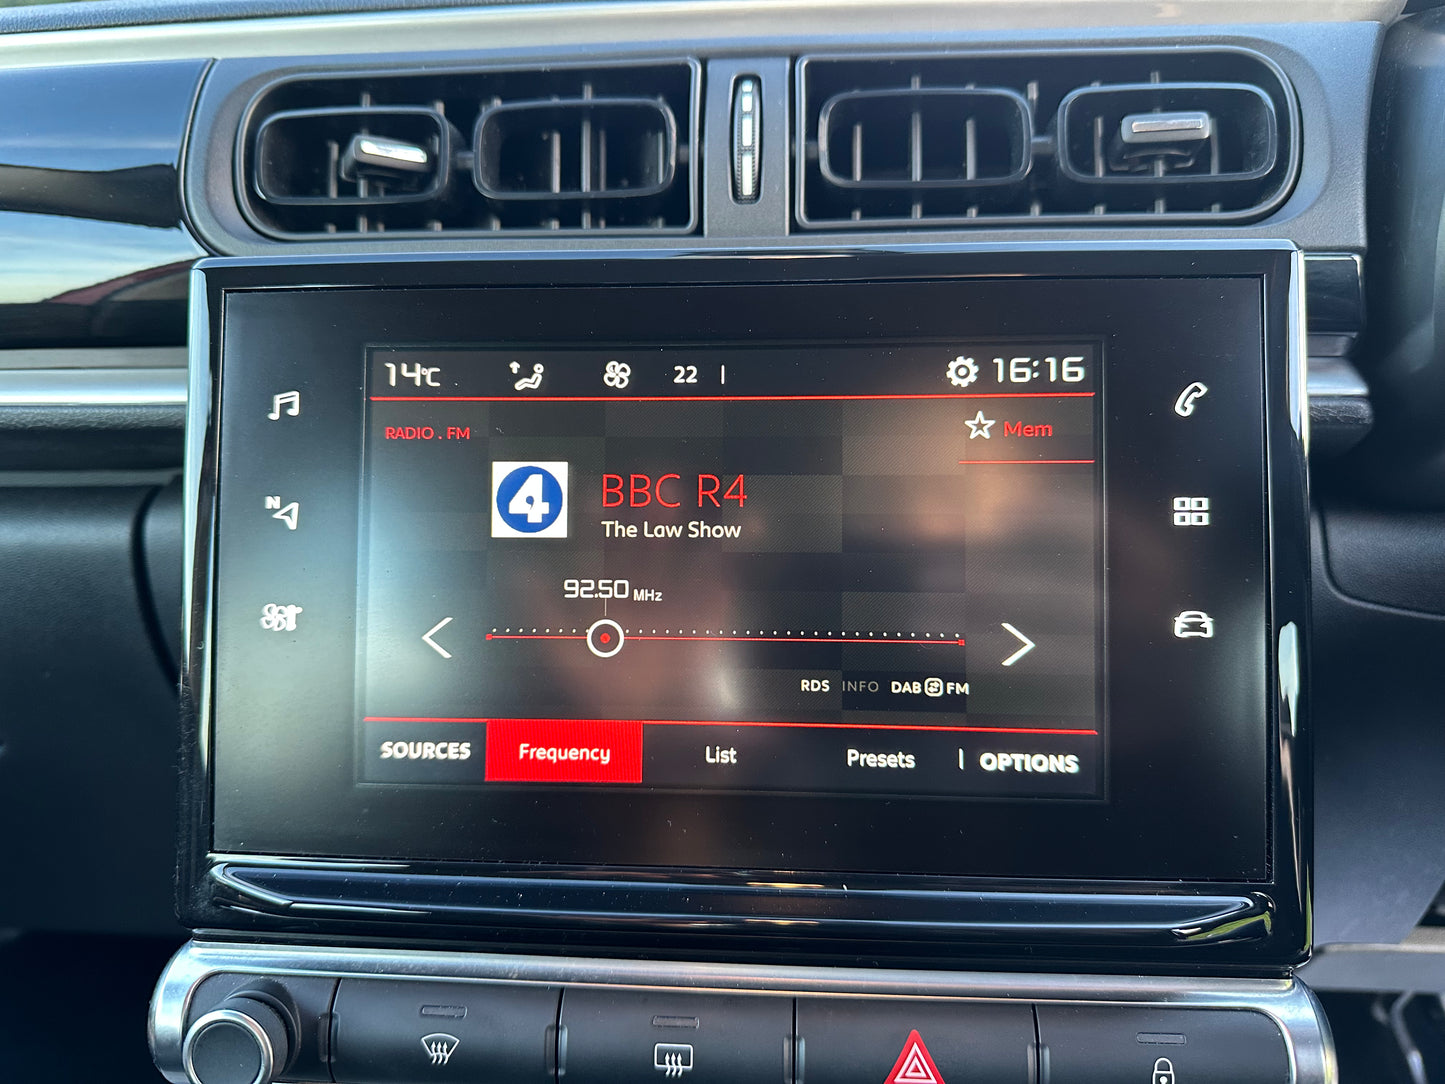 14°C
22
16:16
RADIO . FM
Mem
4
BBC R4
The Law Show
92.50 MHz
N
RDS INFO DAB FM
SOURCES
Frequency
List
Presets
OPTIONS